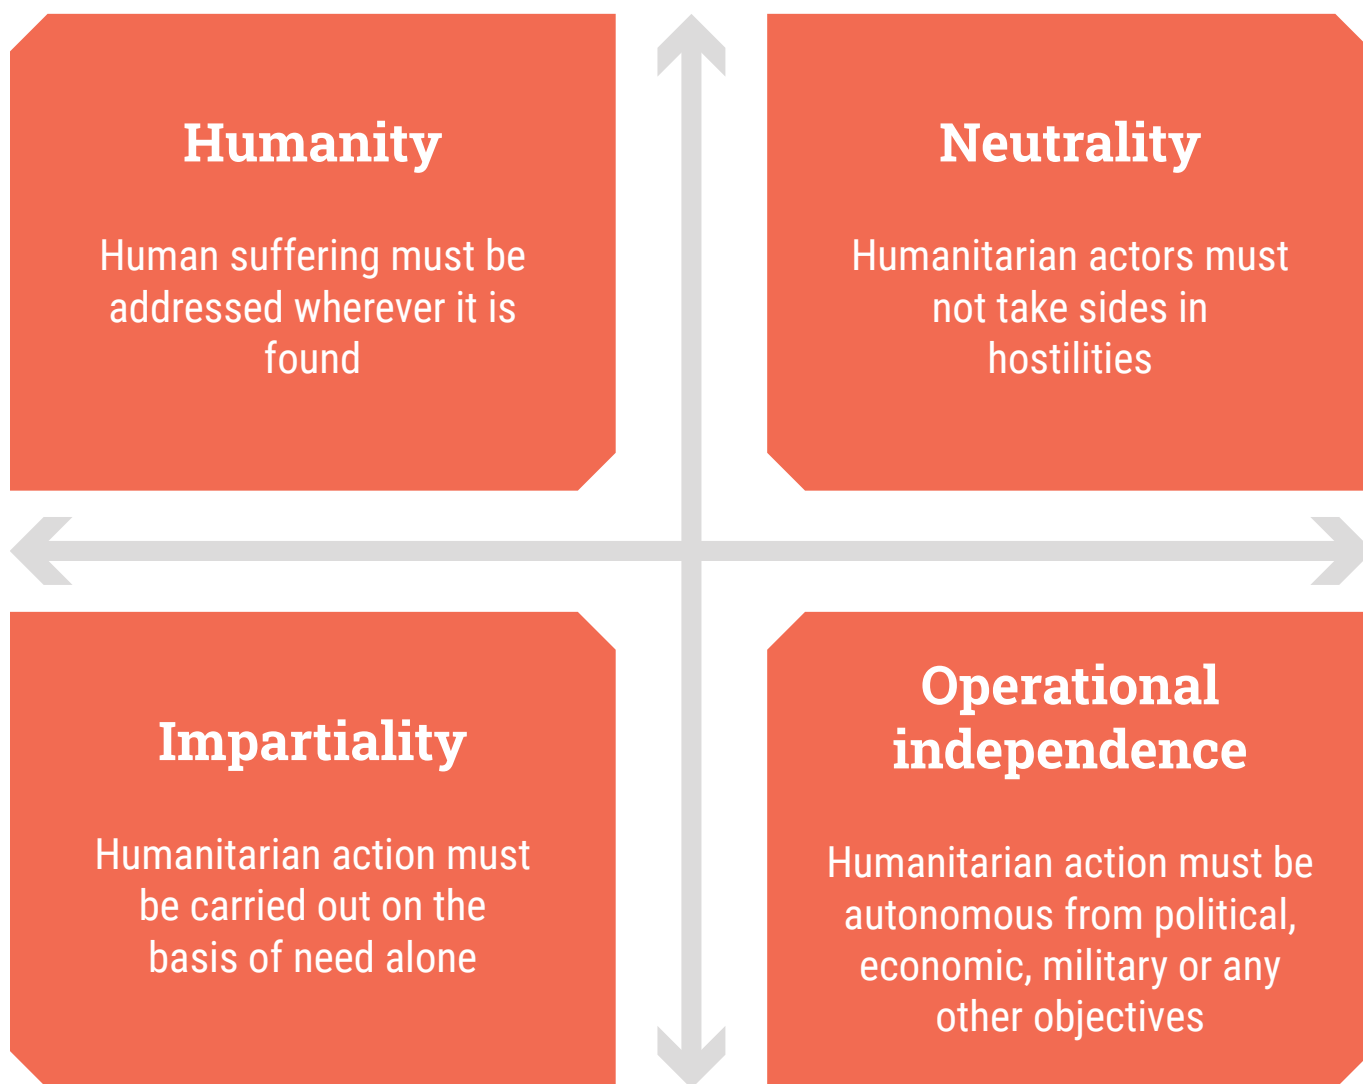 Humanity
Human suffering must be
addressed wherever it is
found
Neutrality
Humanitarian actors must
not take sides in
hostilities
Impartiality
Humanitarian action must
be carried out on the
basis of need alone
Operational
independence
Humanitarian action must be
autonomous from political,
economic, military or any
other objectives